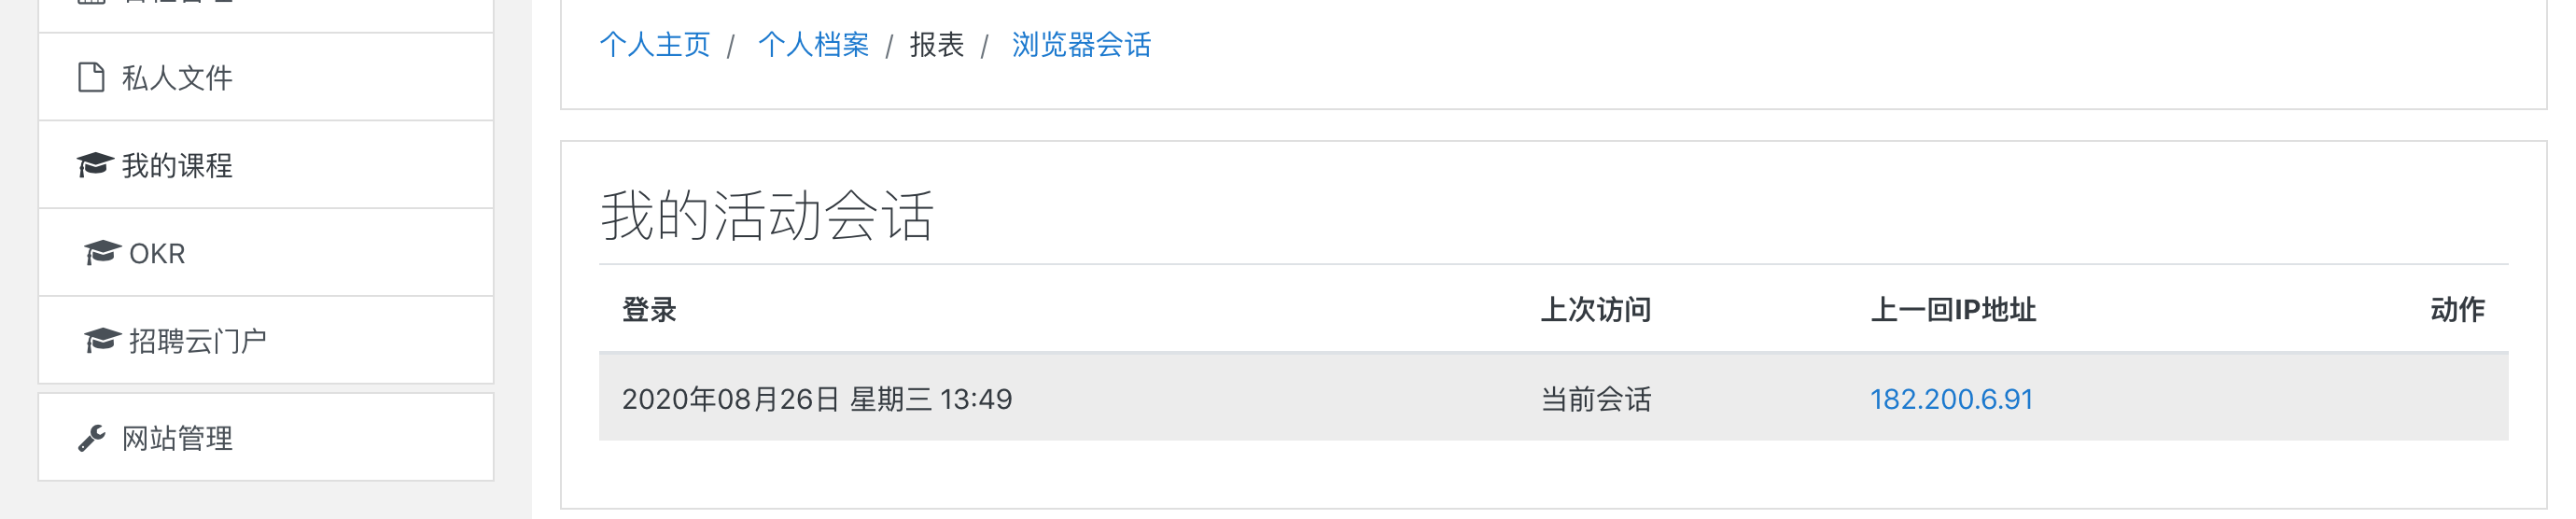 私人文件
我的课程
OKR
招聘云门户
网站管理
个人主页 / 个人档案 / 报表 / 浏览器会话
我的活动会话
登录 上次访问 上一回IP地址 动作
2020年08月26日 星期三 13:49 当前会话 182.200.6.91